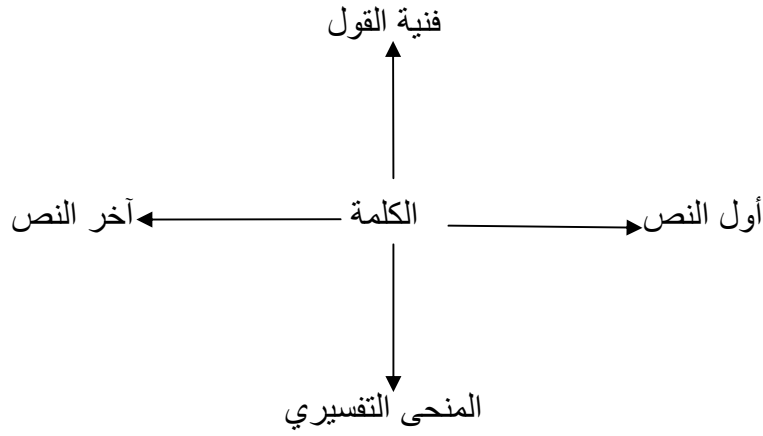 فنية القول
أول النص
الكلمة
آخر النص
المنحى التفسيري